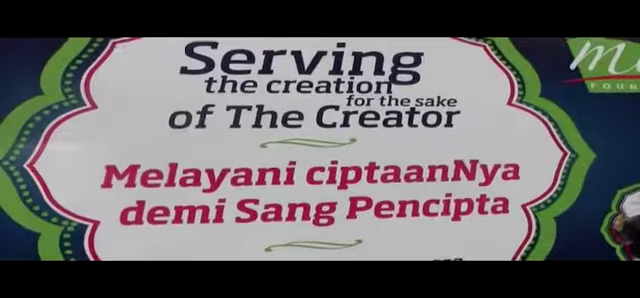 Serving
the creation
for the sake
of The Creator
Melayani ciptaanNya
demi Sang Pencipta